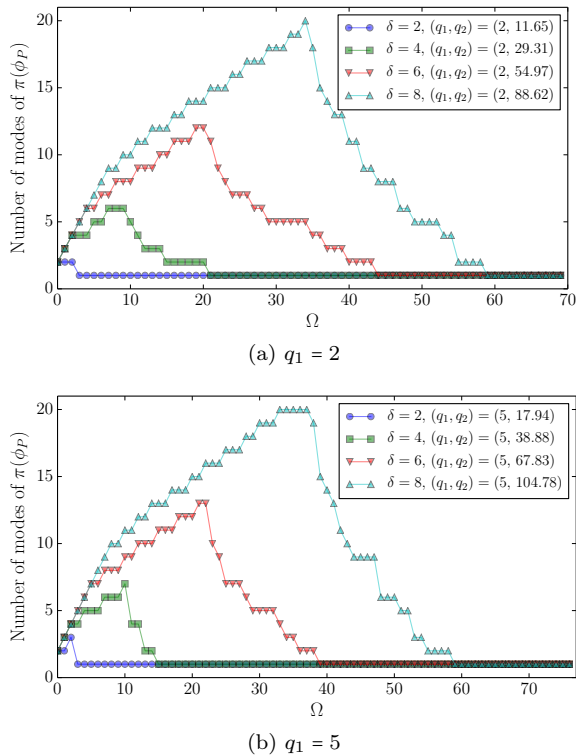 20
15
10
5
0
Number of modes of π(ϕ_P)
δ = 2, (q₁, q₂) = (2, 11.65)
δ = 4, (q₁, q₂) = (2, 29.31)
δ = 6, (q₁, q₂) = (2, 54.97)
δ = 8, (q₁, q₂) = (2, 88.62)
0 10 20 30 40 50 60 70
Ω
(a) q₁ = 2
20
15
10
5
0
Number of modes of π(ϕ_P)
δ = 2, (q₁, q₂) = (5, 17.94)
δ = 4, (q₁, q₂) = (5, 38.88)
δ = 6, (q₁, q₂) = (5, 67.83)
δ = 8, (q₁, q₂) = (5, 104.78)
0 10 20 30 40 50 60 70
Ω
(b) q₁ = 5